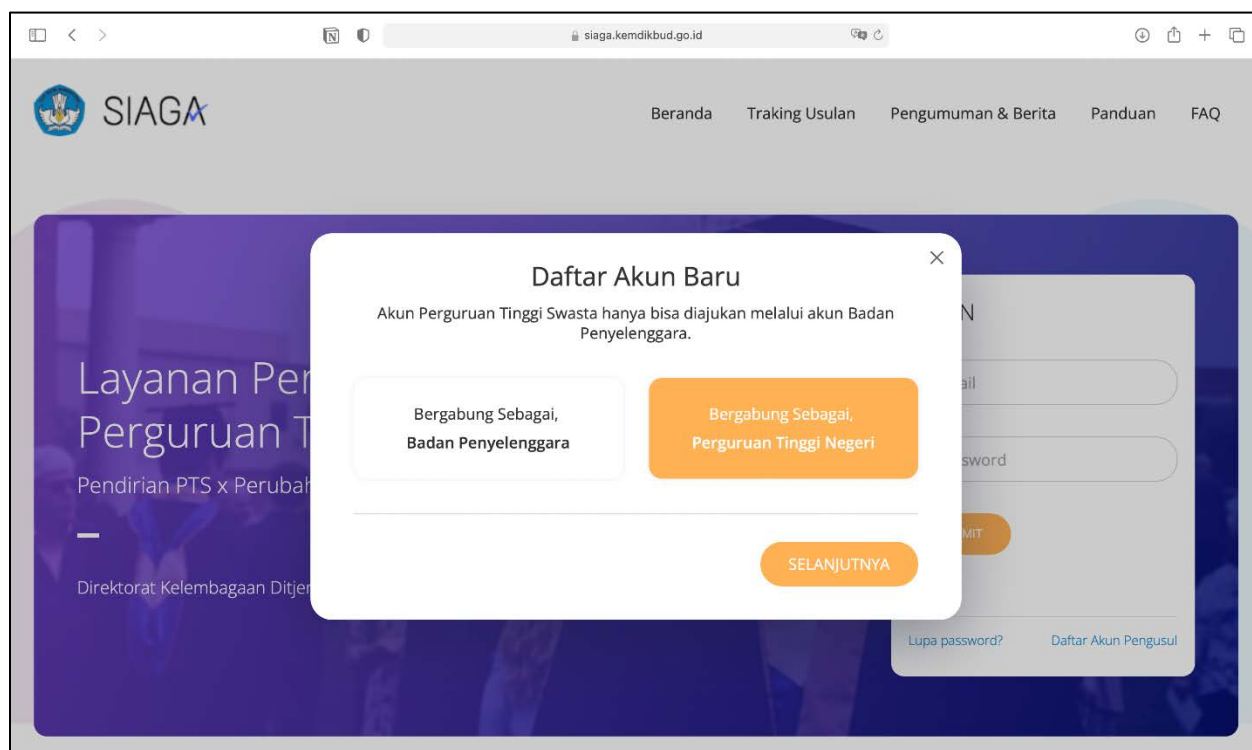 siaga.kemdikbud.go.id
SIAGA
Beranda Traking Usulan Pengumuman & Berita Panduan FAQ
Daftar Akun Baru
Akun Perguruan Tinggi Swasta hanya bisa diajukan melalui akun Badan
Penyelenggara.
Bergabung Sebagai,
Badan Penyelenggara
Bergabung Sebagai,
Perguruan Tinggi Negeri
SELANJUTNYA
Layanan Per
Perguruan T
Pendirian PTS x Perubah
Direktorat Kelembagaan Ditjen
N
ail
sword
MIT
Lupa password? Daftar Akun Pengusul